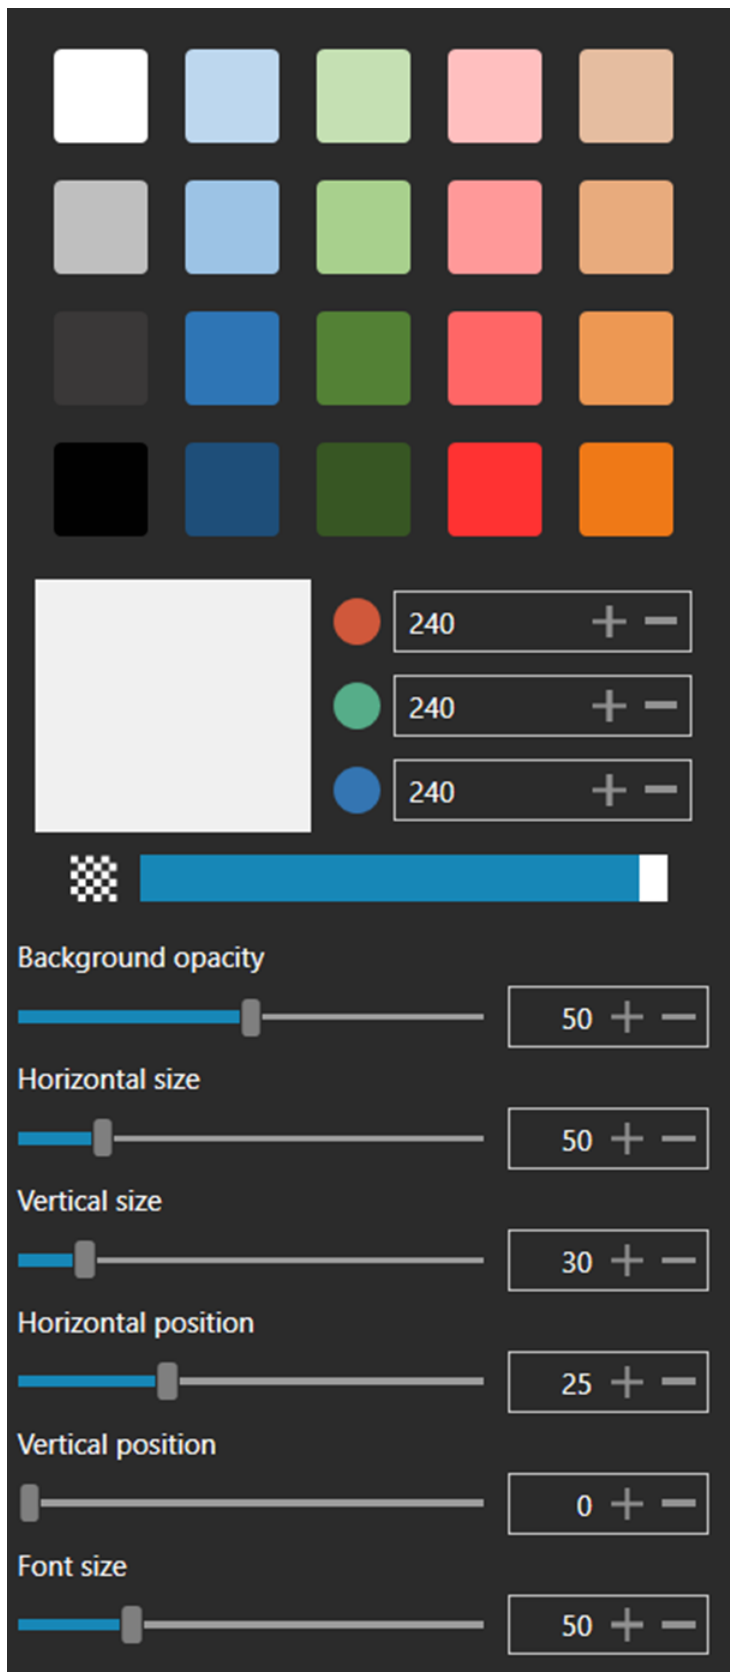 240
240
240
Background opacity
50
Horizontal size
50
Vertical size
30
Horizontal position
25
Vertical position
0
Font size
50